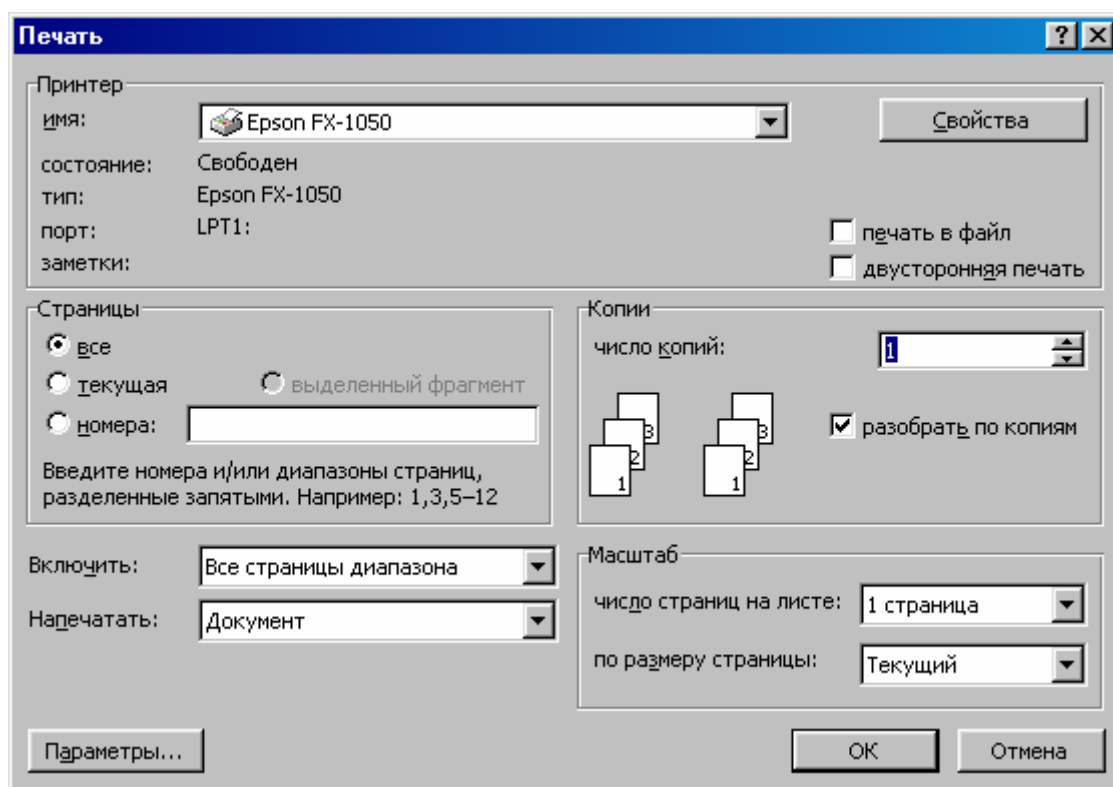 Печать
Принтер
имя: Epson FX-1050 Свойства
состояние: Свободен
тип: Epson FX-1050
порт: LPT1: печать в файл
заметки: двусторонняя печать
Страницы
все
текущая выделенный фрагмент
номера:
Введите номера и/или диапазоны страниц,
разделенные запятыми. Например: 1,3,5–12
Копии
число копий: 1
3 3
2 2
1 1
разобрать по копиям
Включить: Все страницы диапазона
Напечатать: Документ
Масштаб
число страниц на листе: 1 страница
по размеру страницы: Текущий
Параметры... ОК Отмена